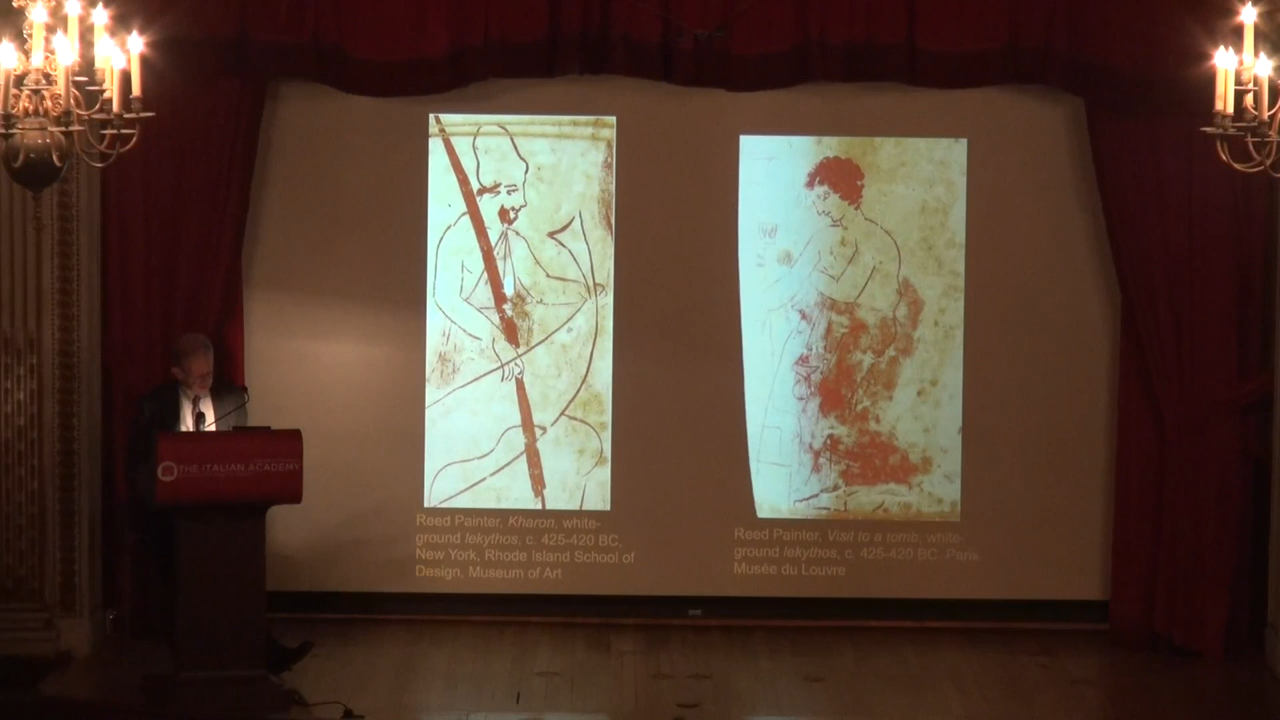 THE ITALIAN ACADEMY
Reed Painter, Kharon, white-
ground lekythos, c. 425-420 BC,
New York, Rhode Island School of
Design, Museum of Art
Reed Painter, Visit to a tomb, white-
ground lekythos, c. 425-420 BC. Paris
Musée du Louvre